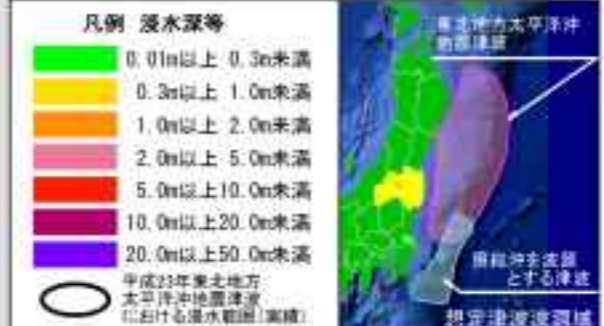 凡例 浸水深等
0.01m以上 0.3m未満
0.3m以上 1.0m未満
1.0m以上 2.0m未満
2.0m以上 5.0m未満
5.0m以上10.0m未満
10.0m以上20.0m未満
20.0m以上50.0m未満
平成23年東北地方
太平洋沖地震津波
における浸水範囲(実績)
東北地方太平洋沖
地震津波
房総沖を波源
とする津波
想定津波波源域